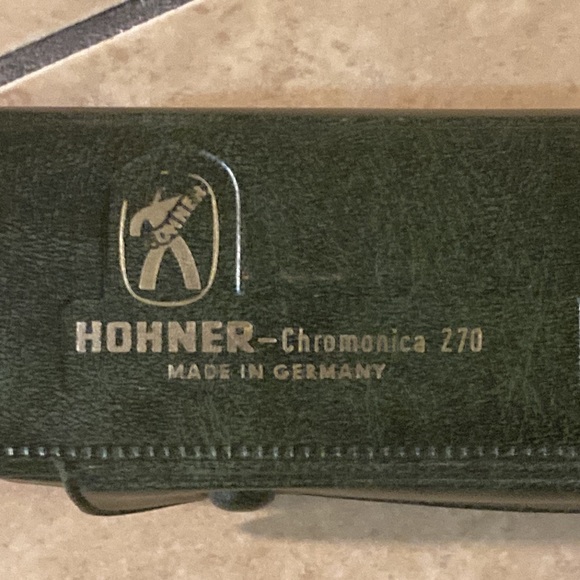 HOHNER
HOHNER–Chromonica 270
MADE IN GERMANY